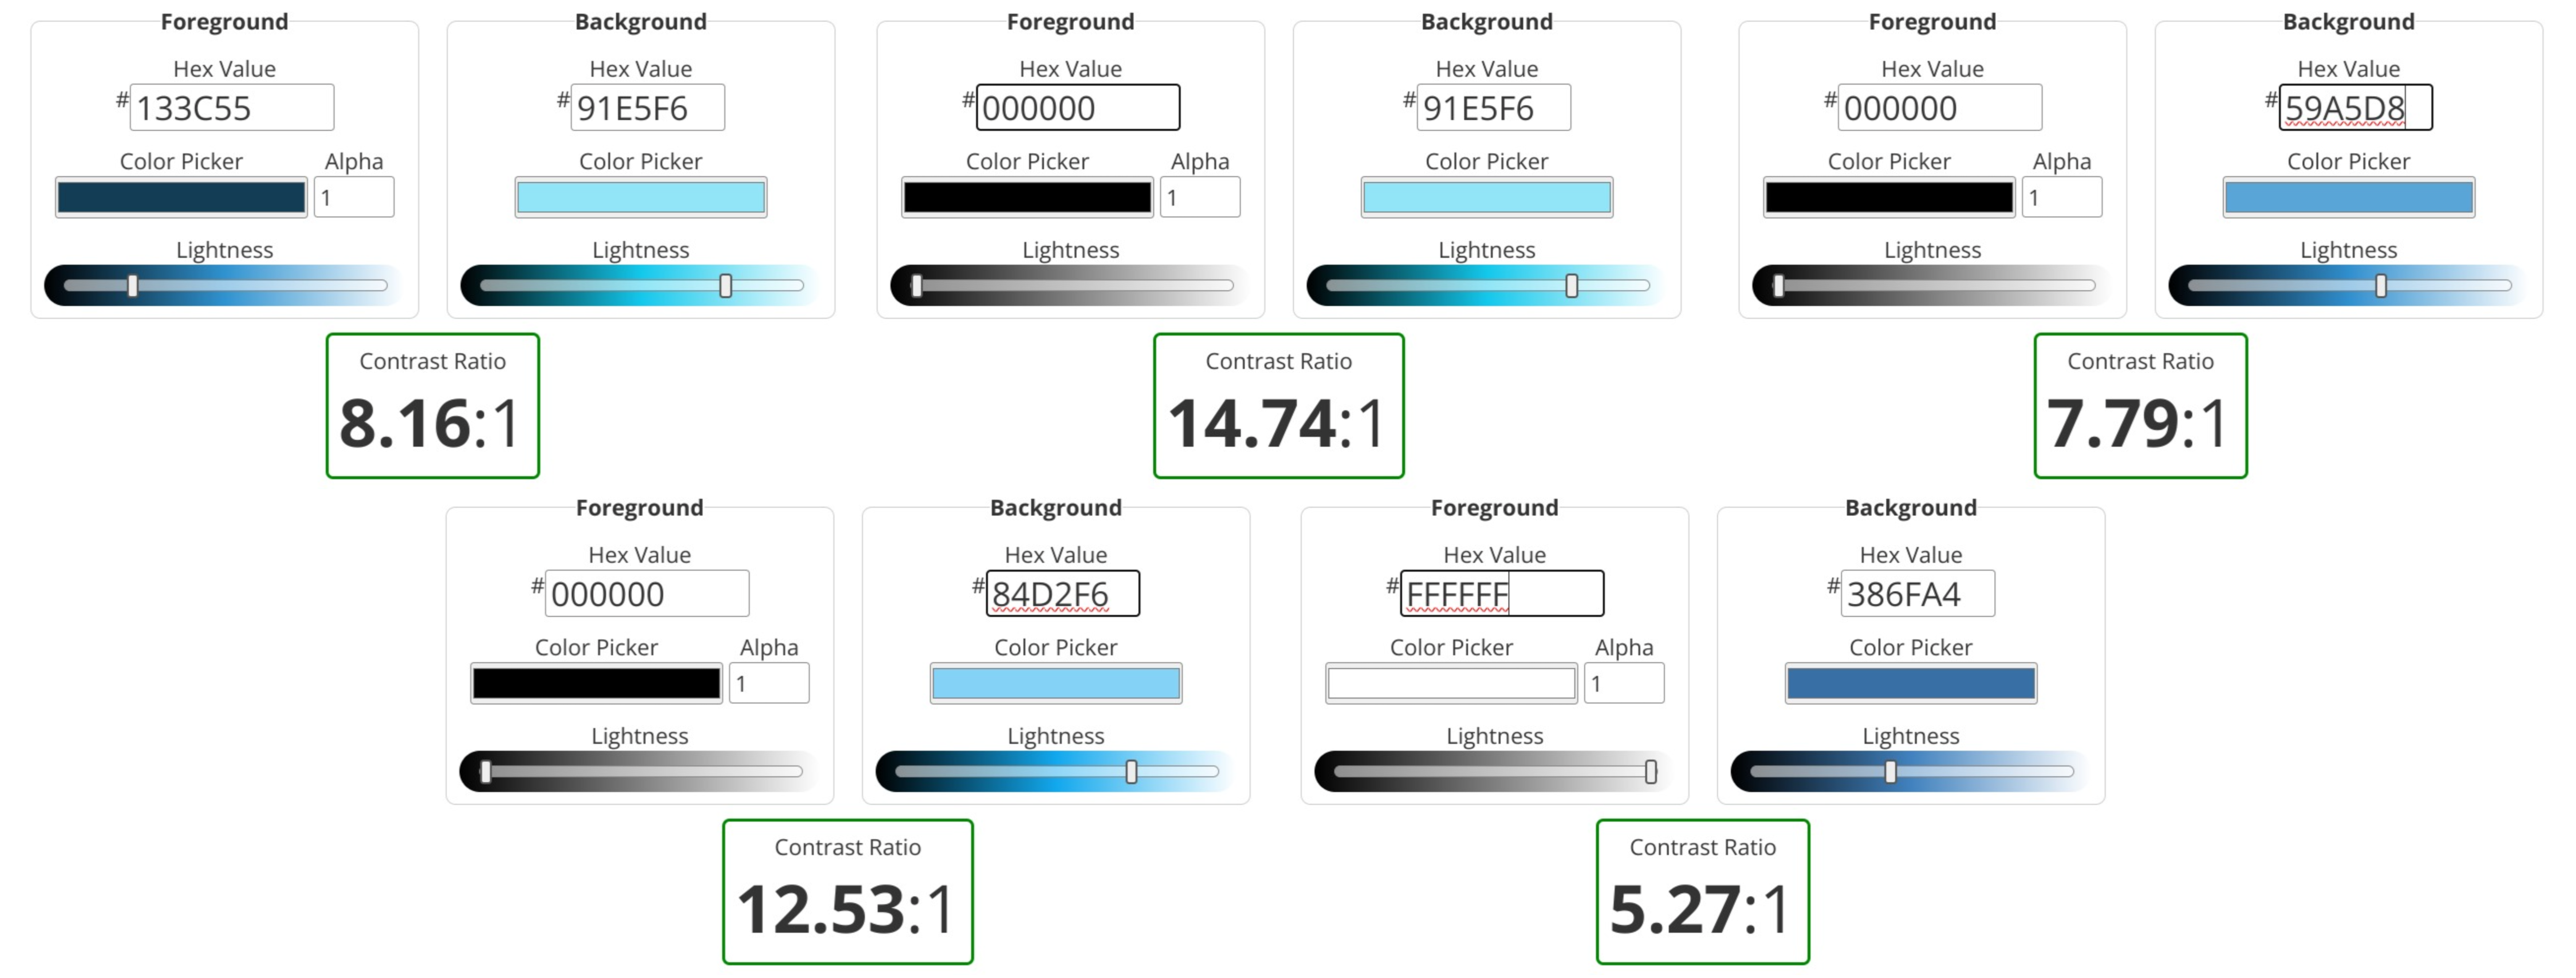 Foreground
Hex Value
#133C55
Color Picker Alpha
1
Lightness
Background
Hex Value
#91E5F6
Color Picker
Lightness
Contrast Ratio
8.16:1
Foreground
Hex Value
#000000
Color Picker Alpha
1
Lightness
Background
Hex Value
#91E5F6
Color Picker
Lightness
Contrast Ratio
14.74:1
Foreground
Hex Value
#000000
Color Picker Alpha
1
Lightness
Background
Hex Value
#59A5D8
Color Picker
Lightness
Contrast Ratio
7.79:1
Foreground
Hex Value
#000000
Color Picker Alpha
1
Lightness
Background
Hex Value
#84D2F6
Color Picker
Lightness
Contrast Ratio
12.53:1
Foreground
Hex Value
#FFFFFF
Color Picker Alpha
1
Lightness
Background
Hex Value
#386FA4
Color Picker
Lightness
Contrast Ratio
5.27:1